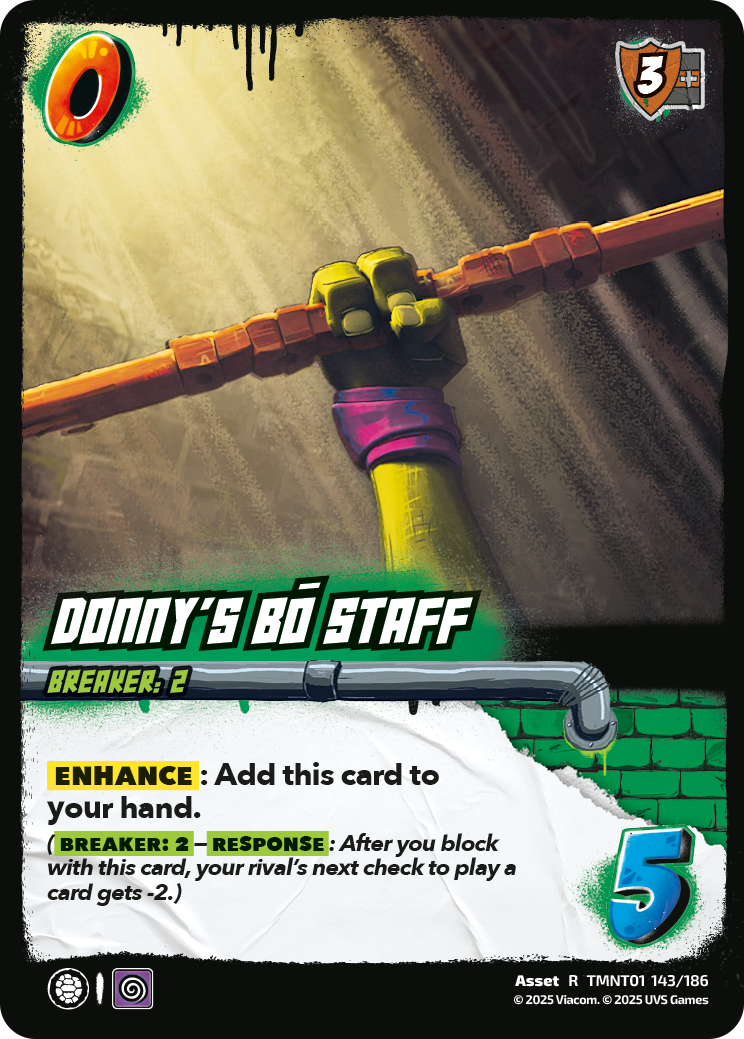 0
3
DONNY'S BŌ STAFF
BREAKER: 2
ENHANCE: Add this card to
your hand.
(BREAKER: 2 – RESPONSE: After you block
with this card, your rival's next check to play a
card gets -2.)
5
Asset R TMNT01 143/186
© 2025 Viacom. © 2025 UVS Games